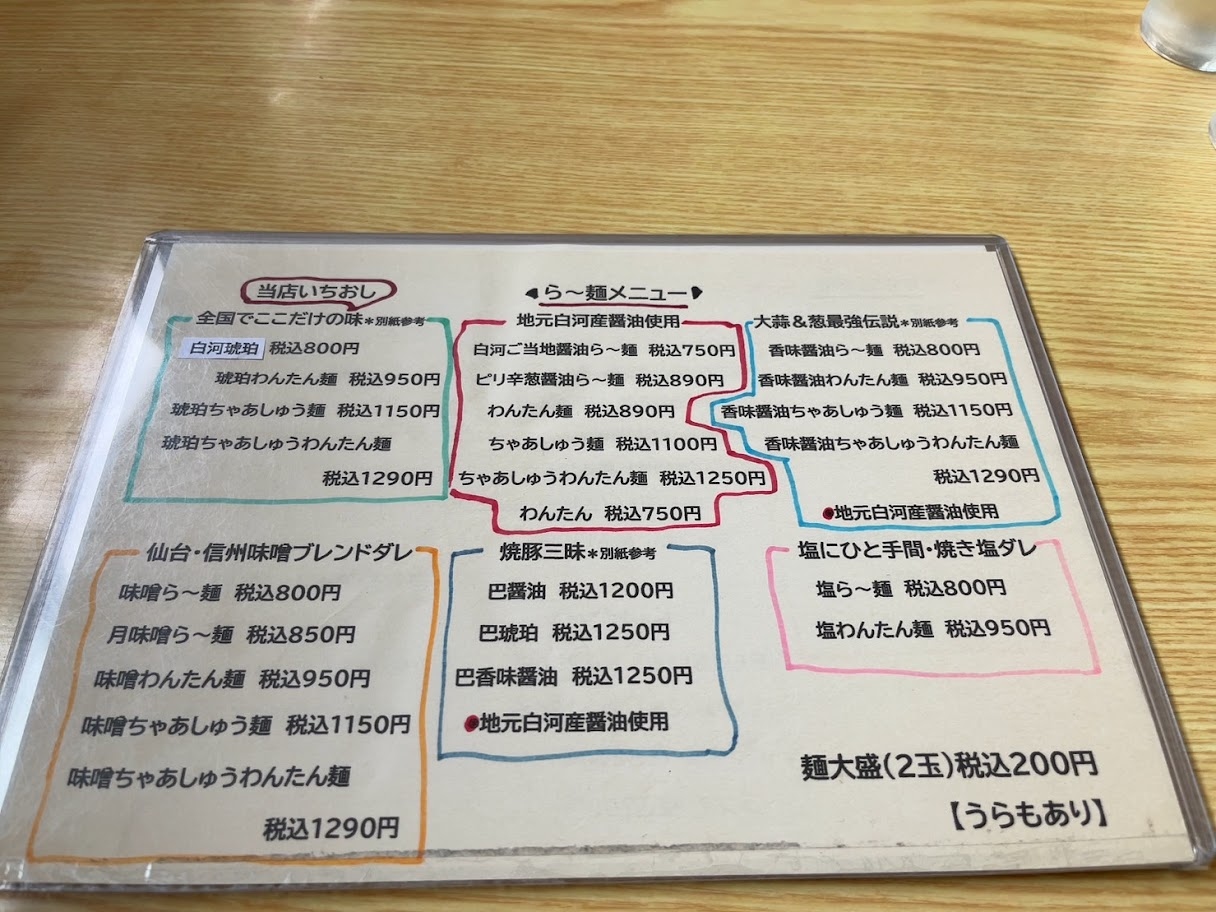 ら～麺メニュー
当店いちおし
全国でここだけの味＊別紙参考
白河琥珀 税込800円
琥珀わんたん麺 税込950円
琥珀ちゃあしゅう麺 税込1150円
琥珀ちゃあしゅうわんたん麺
税込1290円
地元白河産醤油使用
白河ご当地醤油ら～麺 税込750円
ピリ辛葱醤油ら～麺 税込890円
わんたん麺 税込890円
ちゃあしゅう麺 税込1100円
ちゃあしゅうわんたん麺 税込1250円
わんたん 税込750円
大蒜＆葱最強伝説＊別紙参考
香味醤油ら～麺 税込800円
香味醤油わんたん麺 税込950円
香味醤油ちゃあしゅう麺 税込1150円
香味醤油ちゃあしゅうわんたん麺
税込1290円
●地元白河産醤油使用
仙台・信州味噌ブレンドダレ
味噌ら～麺 税込800円
月味噌ら～麺 税込850円
味噌わんたん麺 税込950円
味噌ちゃあしゅう麺 税込1150円
味噌ちゃあしゅうわんたん麺
税込1290円
焼豚三昧＊別紙参考
巴醤油 税込1200円
巴琥珀 税込1250円
巴香味醤油 税込1250円
●地元白河産醤油使用
塩にひと手間・焼き塩ダレ
塩ら～麺 税込800円
塩わんたん麺 税込950円
麺大盛(2玉)税込200円
【うらもあり】